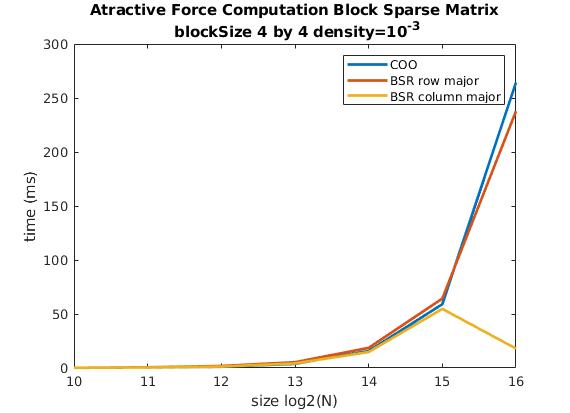 Atractive Force Computation Block Sparse Matrix
blockSize 4 by 4 density=10^-3
300
250
200
150
100
50
0
time (ms)
COO
BSR row major
BSR column major
10 11 12 13 14 15 16
size log2(N)